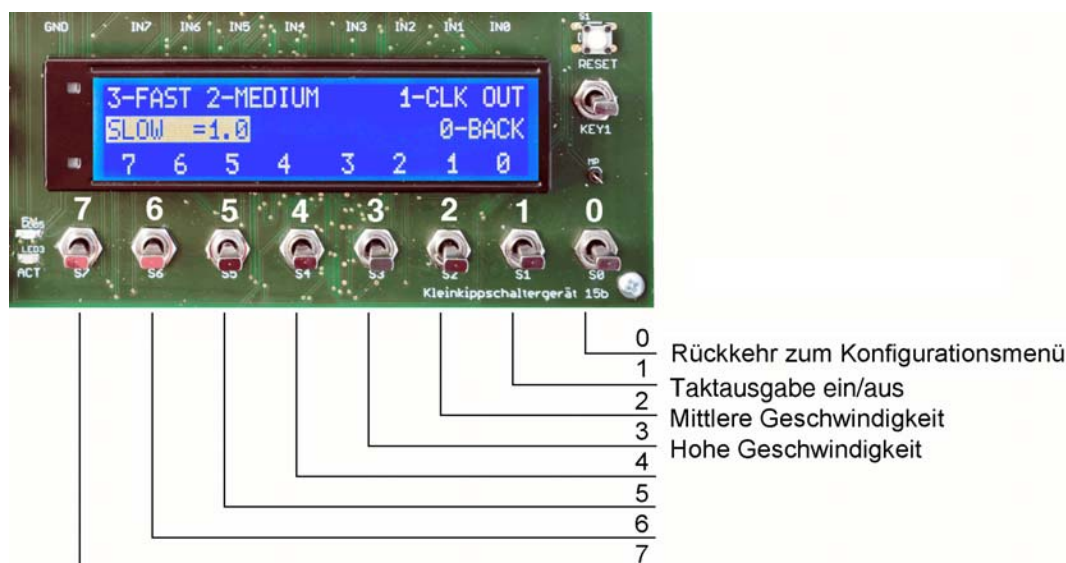 GND IN7 IN6 IN5 IN4 IN3 IN2 IN1 IN0
S1
RESET
3-FAST 2-MEDIUM 1-CLK OUT
SLOW =1.0 0-BACK
7 6 5 4 3 2 1 0
KEY1
MP
7 6 5 4 3 2 1 0
LED3
ACT
S7 S6 S5 S4 S3 S2 S1 S0
Kleinkippschaltergerät 15b
0 Rückkehr zum Konfigurationsmenü
1 Taktausgabe ein/aus
2 Mittlere Geschwindigkeit
3 Hohe Geschwindigkeit
4
5
6
7